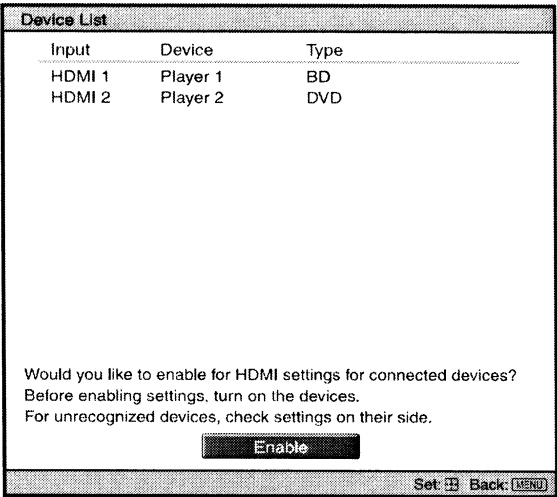 Device List
Input Device Type
HDMI 1 Player 1 BD
HDMI 2 Player 2 DVD
Would you like to enable for HDMI settings for connected devices?
Before enabling settings, turn on the devices.
For unrecognized devices, check settings on their side.
Enable
Set: Back: MENU